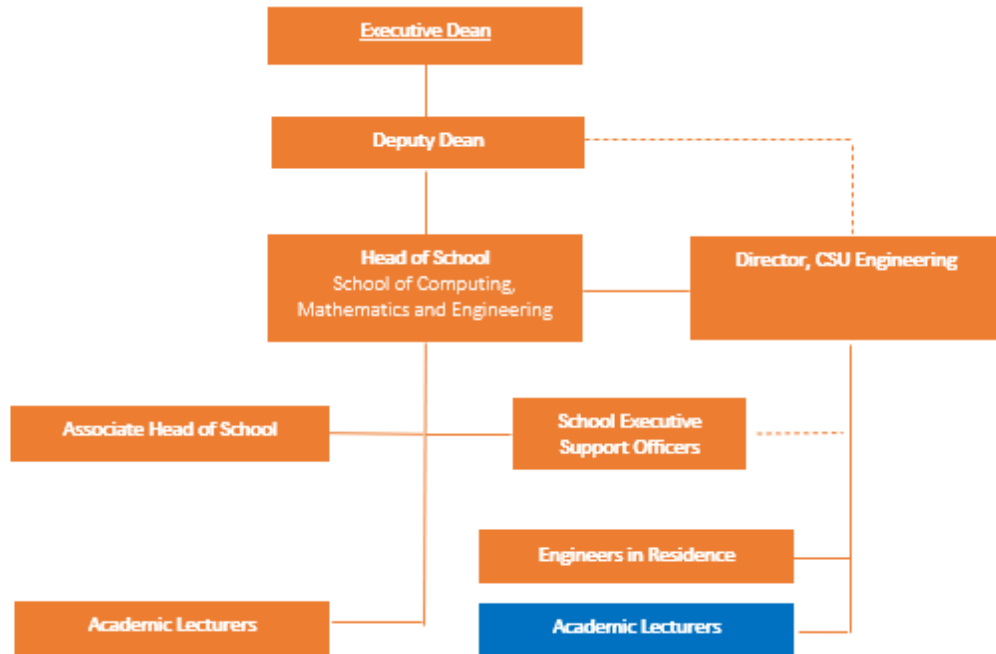 Executive Dean
Deputy Dean
Head of School
School of Computing,
Mathematics and Engineering
Director, CSU Engineering
Associate Head of School
School Executive
Support Officers
Engineers in Residence
Academic Lecturers
Academic Lecturers